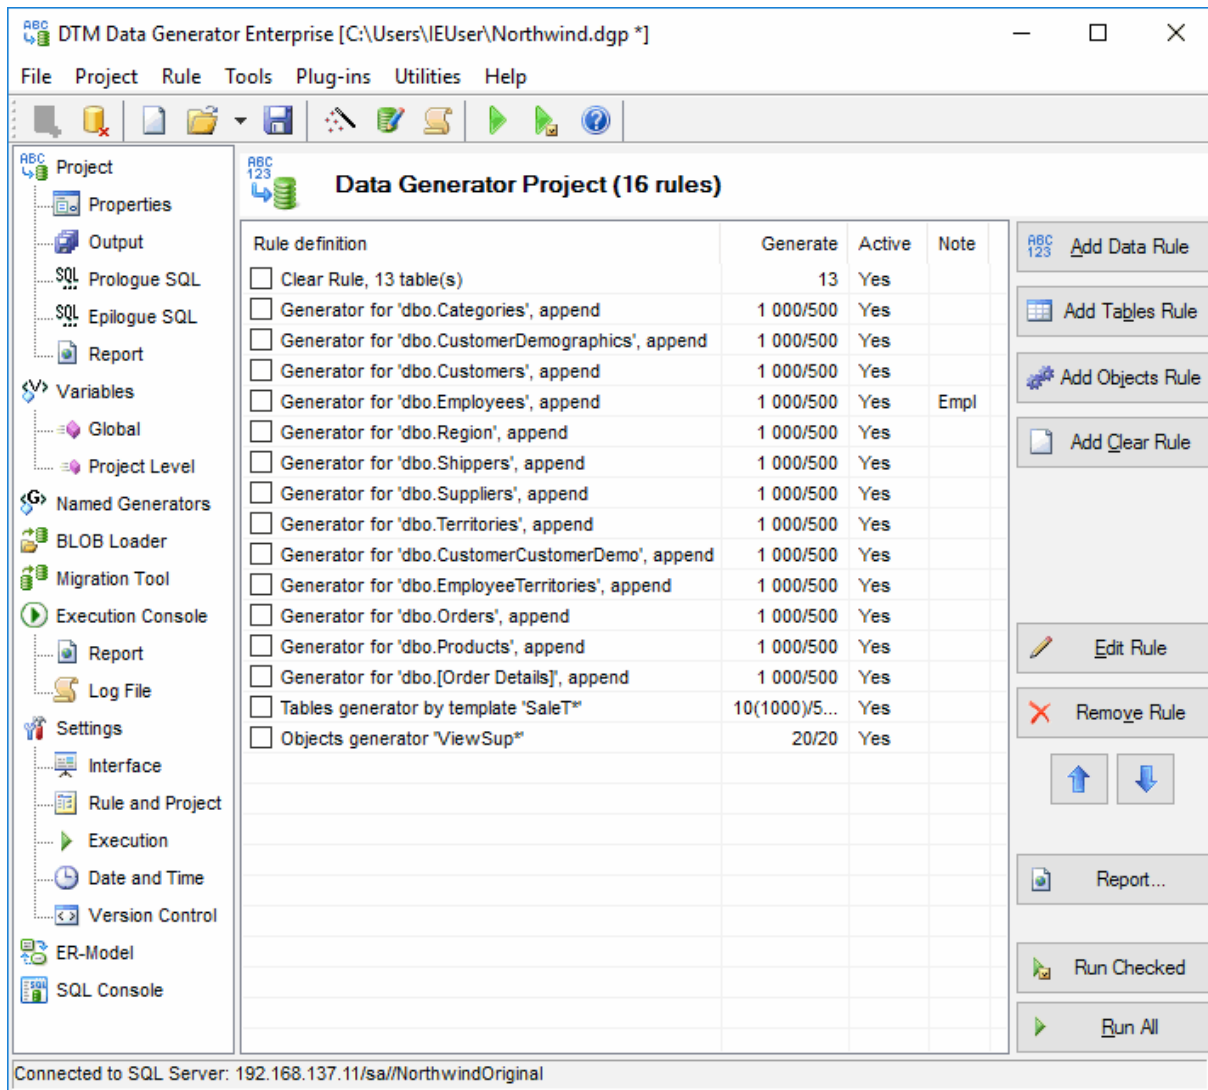 DTM Data Generator Enterprise [C:\Users\IEUser\Northwind.dgp *]
File Project Rule Tools Plug-ins Utilities Help
Project
Properties
Output
SQL Prologue SQL
SQL Epilogue SQL
Report
Variables
Global
Project Level
Named Generators
BLOB Loader
Migration Tool
Execution Console
Report
Log File
Settings
Interface
Rule and Project
Execution
Date and Time
Version Control
ER-Model
SQL Console
ABC
123
Data Generator Project (16 rules)
Rule definition Generate Active Note
Clear Rule, 13 table(s) 13 Yes
Generator for 'dbo.Categories', append 1 000/500 Yes
Generator for 'dbo.CustomerDemographics', append 1 000/500 Yes
Generator for 'dbo.Customers', append 1 000/500 Yes
Generator for 'dbo.Employees', append 1 000/500 Yes Empl
Generator for 'dbo.Region', append 1 000/500 Yes
Generator for 'dbo.Shippers', append 1 000/500 Yes
Generator for 'dbo.Suppliers', append 1 000/500 Yes
Generator for 'dbo.Territories', append 1 000/500 Yes
Generator for 'dbo.CustomerCustomerDemo', append 1 000/500 Yes
Generator for 'dbo.EmployeeTerritories', append 1 000/500 Yes
Generator for 'dbo.Orders', append 1 000/500 Yes
Generator for 'dbo.Products', append 1 000/500 Yes
Generator for 'dbo.[Order Details]', append 1 000/500 Yes
Tables generator by template 'SaleT*' 10(1000)/5... Yes
Objects generator 'ViewSup*' 20/20 Yes
Add Data Rule
Add Tables Rule
Add Objects Rule
Add Clear Rule
Edit Rule
Remove Rule
Report...
Run Checked
Run All
Connected to SQL Server: 192.168.137.11/sa//NorthwindOriginal